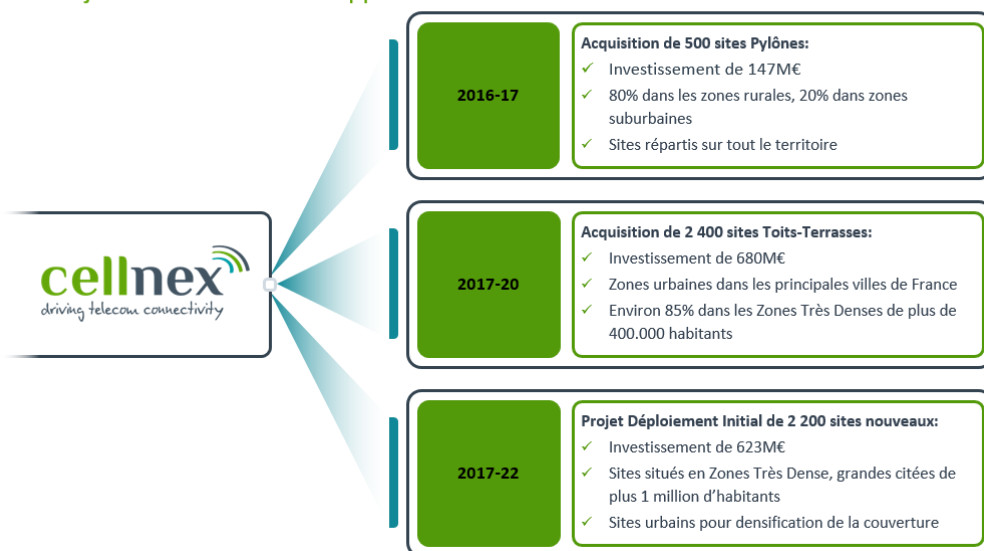 2016-17
Acquisition de 500 sites Pylônes:
✓ Investissement de 147M€
✓ 80% dans les zones rurales, 20% dans zones
suburbaines
✓ Sites répartis sur tout le territoire
cellnex
driving telecom connectivity
2017-20
Acquisition de 2 400 sites Toits-Terrasses:
✓ Investissement de 680M€
✓ Zones urbaines dans les principales villes de France
✓ Environ 85% dans les Zones Très Denses de plus de
400.000 habitants
2017-22
Projet Déploiement Initial de 2 200 sites nouveaux:
✓ Investissement de 623M€
✓ Sites situés en Zones Très Dense, grandes citées de
plus 1 million d’habitants
✓ Sites urbains pour densification de la couverture